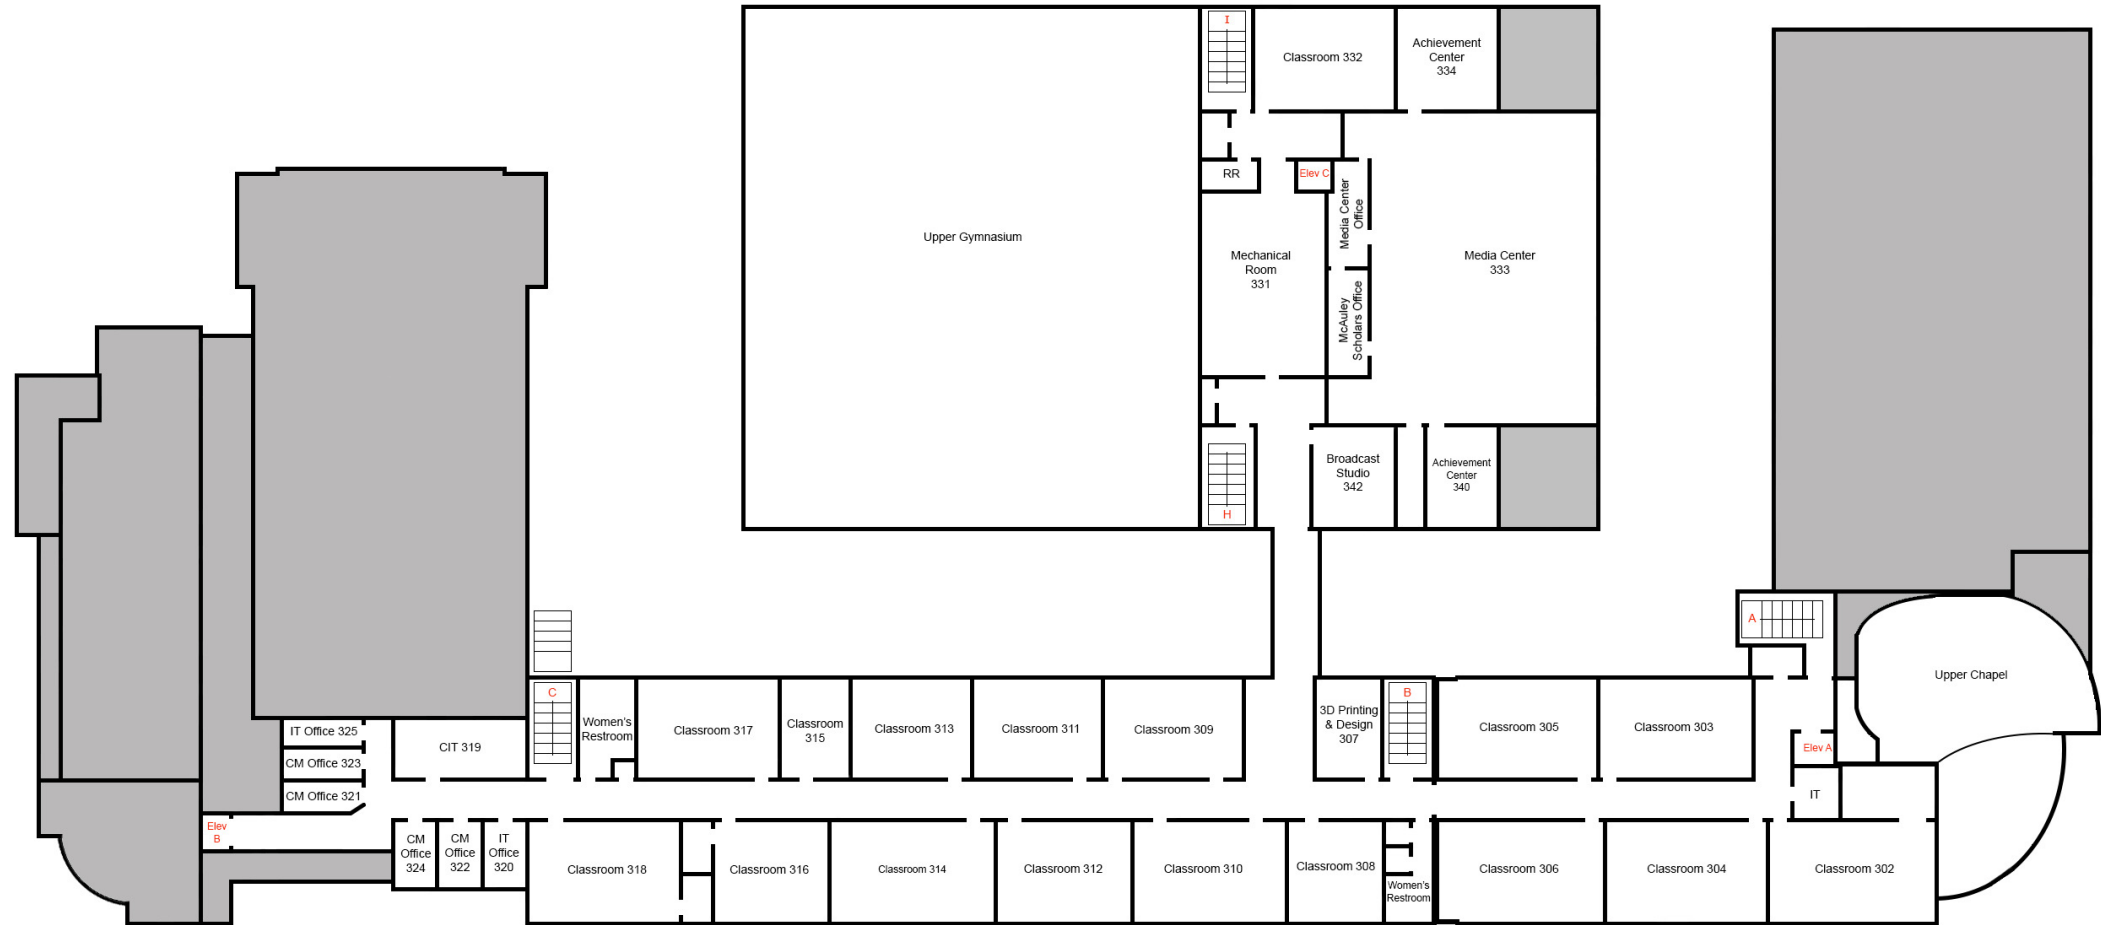 I
Classroom 332
Achievement
Center
334
RR
Elev C
Media Center
Office
Upper Gymnasium
Mechanical
Room
331
Media Center
333
McAuley
Scholars Office
Broadcast
Studio
342
Achievement
Center
340
H
A
Upper Chapel
C
Women's
Restroom
Classroom 317
Classroom
315
Classroom 313
Classroom 311
Classroom 309
3D Printing
& Design
307
B
Classroom 305
Classroom 303
Elev A
IT
IT Office 325
CM Office 323
CM Office 321
CIT 319
Elev
B
CM
Office
324
CM
Office
322
IT
Office
320
Classroom 318
Classroom 316
Classroom 314
Classroom 312
Classroom 310
Classroom 308
Women's
Restroom
Classroom 306
Classroom 304
Classroom 302